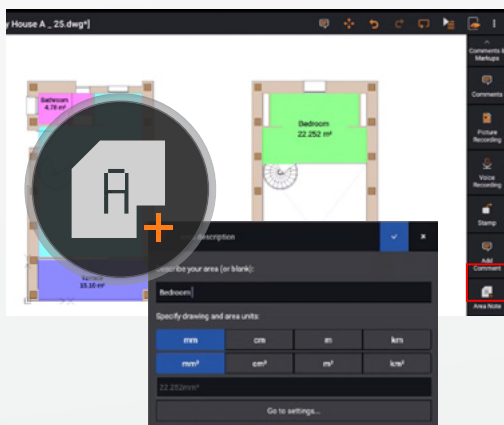 y House A _ 25.dwg*]
Comments &
Markups
Comments
Picture
Recording
Voice
Recording
Stamp
Add
Comment
Area Note
Bathroom
4.78 m²
Bedroom
22.252 m²
A
15.10 m²
description
your area (or blank):
Bedroom
Specify drawing and area units:
mm
cm
m
km
mm²
cm²
m²
km²
22.252mm²
Go to settings...